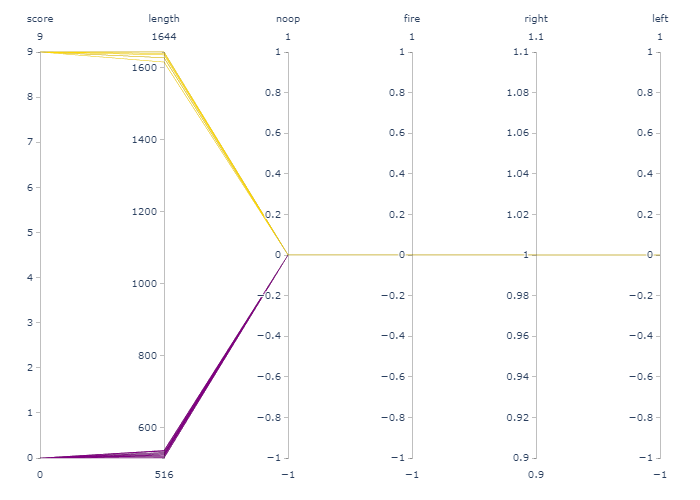 score length noop fire right left
9 1644 1 1 1.1 1
9 1 1 1.1 1
1600
8 0.8 0.8 1.08 0.8
7 0.6 0.6 1.06 0.6
1400
6 0.4 0.4 1.04 0.4
1200
5 0.2 0.2 1.02 0.2
0 0 1 0
4 1000
−0.2 −0.2 0.98 −0.2
3
800 −0.4 −0.4 0.96 −0.4
2 −0.6 −0.6 0.94 −0.6
1 −0.8 −0.8 0.92 −0.8
600
0 −1 −1 0.9 −1
0 516 −1 −1 0.9 −1